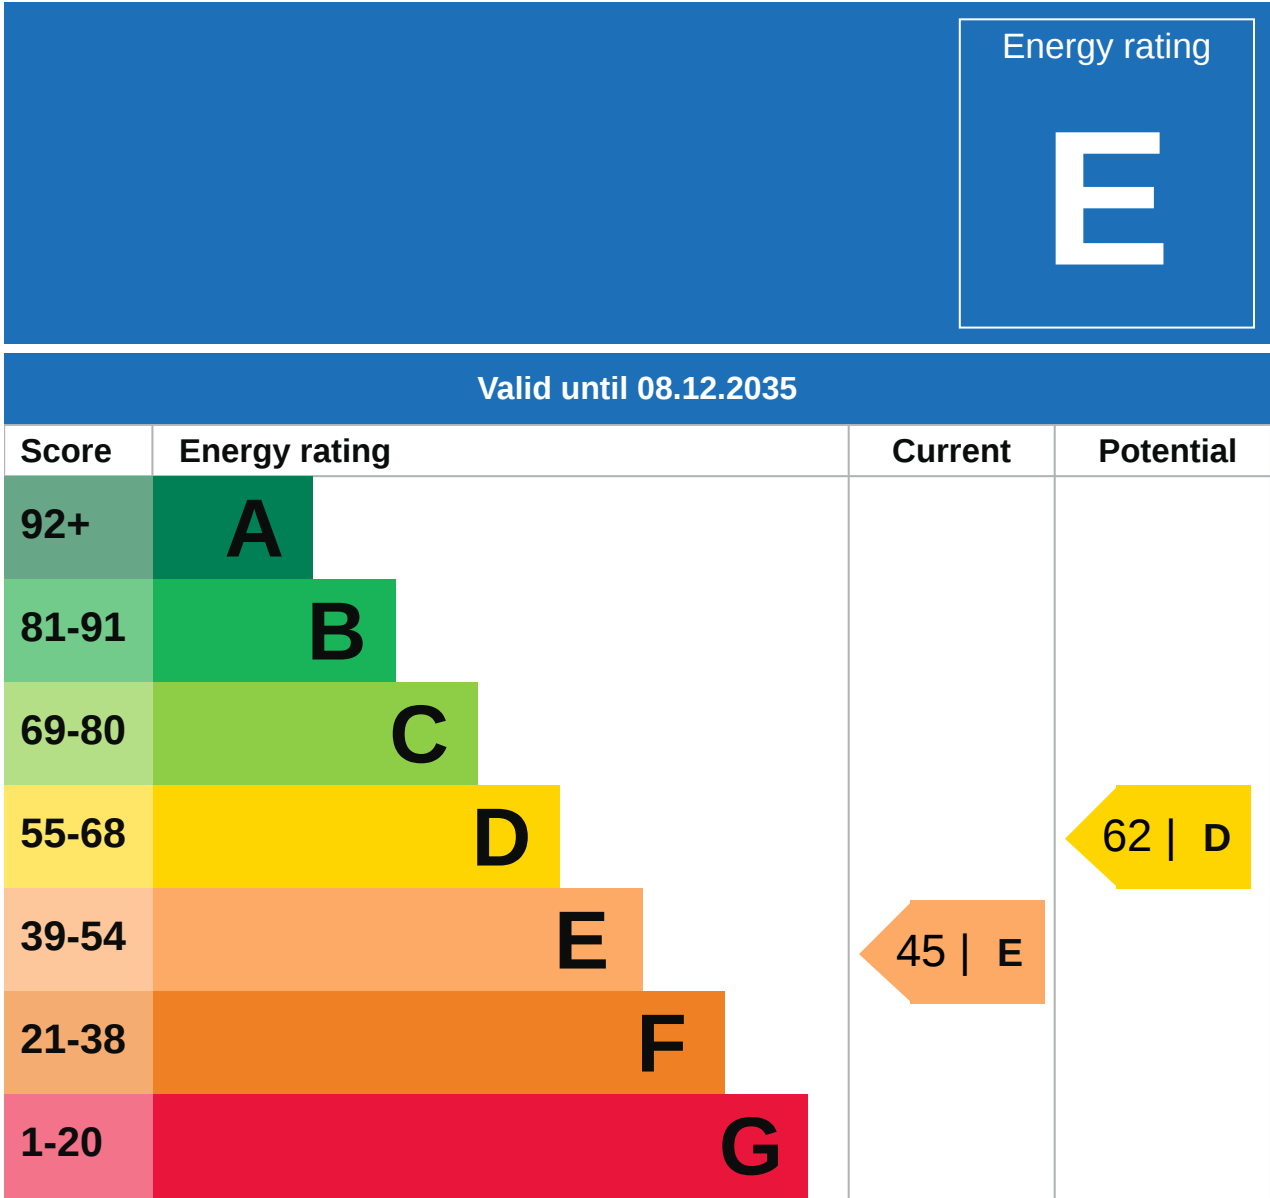 Energy rating
E
Valid until 08.12.2035
Score Energy rating Current Potential
92+ A
81-91 B
69-80 C
55-68 D 62 | D
39-54 E 45 | E
21-38 F
1-20 G